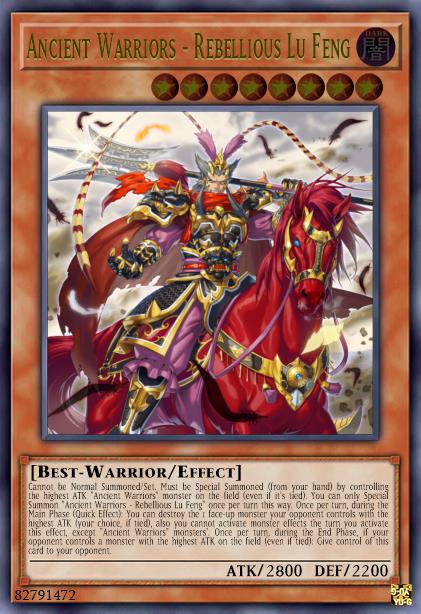 ANCIENT WARRIORS - REBELLIOUS LU FENG
DARK
闇
[BEST-WARRIOR/EFFECT]
Cannot be Normal Summoned/Set. Must be Special Summoned (from your hand) by controlling
the highest ATK "Ancient Warriors" monster on the field (even if it's tied). You can only Special
Summon "Ancient Warriors - Rebellious Lu Feng" once per turn this way. Once per turn, during the
Main Phase (Quick Effect): You can destroy the 1 face-up monster your opponent controls with the
highest ATK (your choice, if tied), also you cannot activate monster effects the turn you activate
this effect, except "Ancient Warriors" monsters'. Once per turn, during the End Phase, if your
opponent controls a monster with the highest ATK on the field (even if tied): Give control of this
card to your opponent.
ATK/2800 DEF/2200
82791472